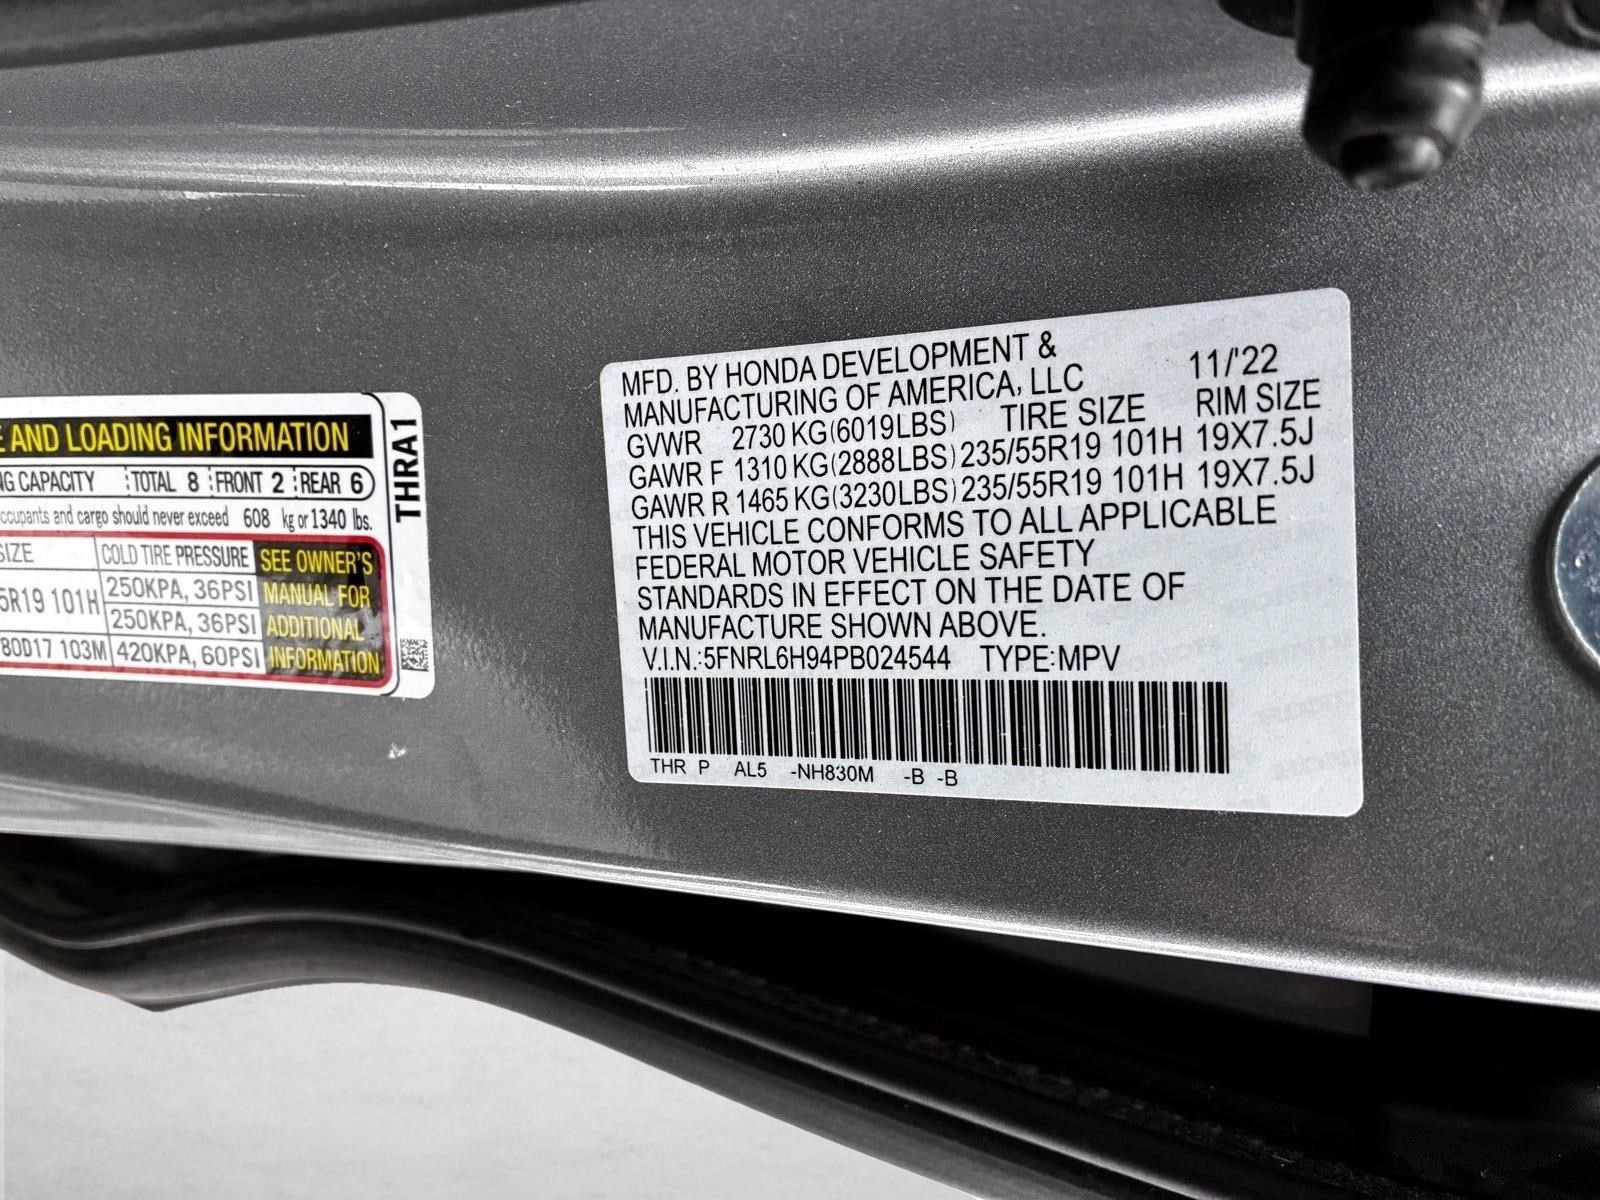 E AND LOADING INFORMATION
NG CAPACITY TOTAL 8 FRONT 2 REAR 6
ccupants and cargo should never exceed 608 kg or 1340 lbs.
SIZE COLD TIRE PRESSURE SEE OWNER'S
5R19 101H 250KPA, 36PSI MANUAL FOR
250KPA, 36PSI ADDITIONAL
80D17 103M 420KPA, 60PSI INFORMATION
THRA1
MFD. BY HONDA DEVELOPMENT & 11/'22
MANUFACTURING OF AMERICA, LLC
GVWR 2730 KG(6019LBS) TIRE SIZE RIM SIZE
GAWR F 1310 KG(2888LBS) 235/55R19 101H 19X7.5J
GAWR R 1465 KG(3230LBS) 235/55R19 101H 19X7.5J
THIS VEHICLE CONFORMS TO ALL APPLICABLE
FEDERAL MOTOR VEHICLE SAFETY
STANDARDS IN EFFECT ON THE DATE OF
MANUFACTURE SHOWN ABOVE.
V.I.N.:5FNRL6H94PB024544 TYPE:MPV
THR P AL5 -NH830M -B -B